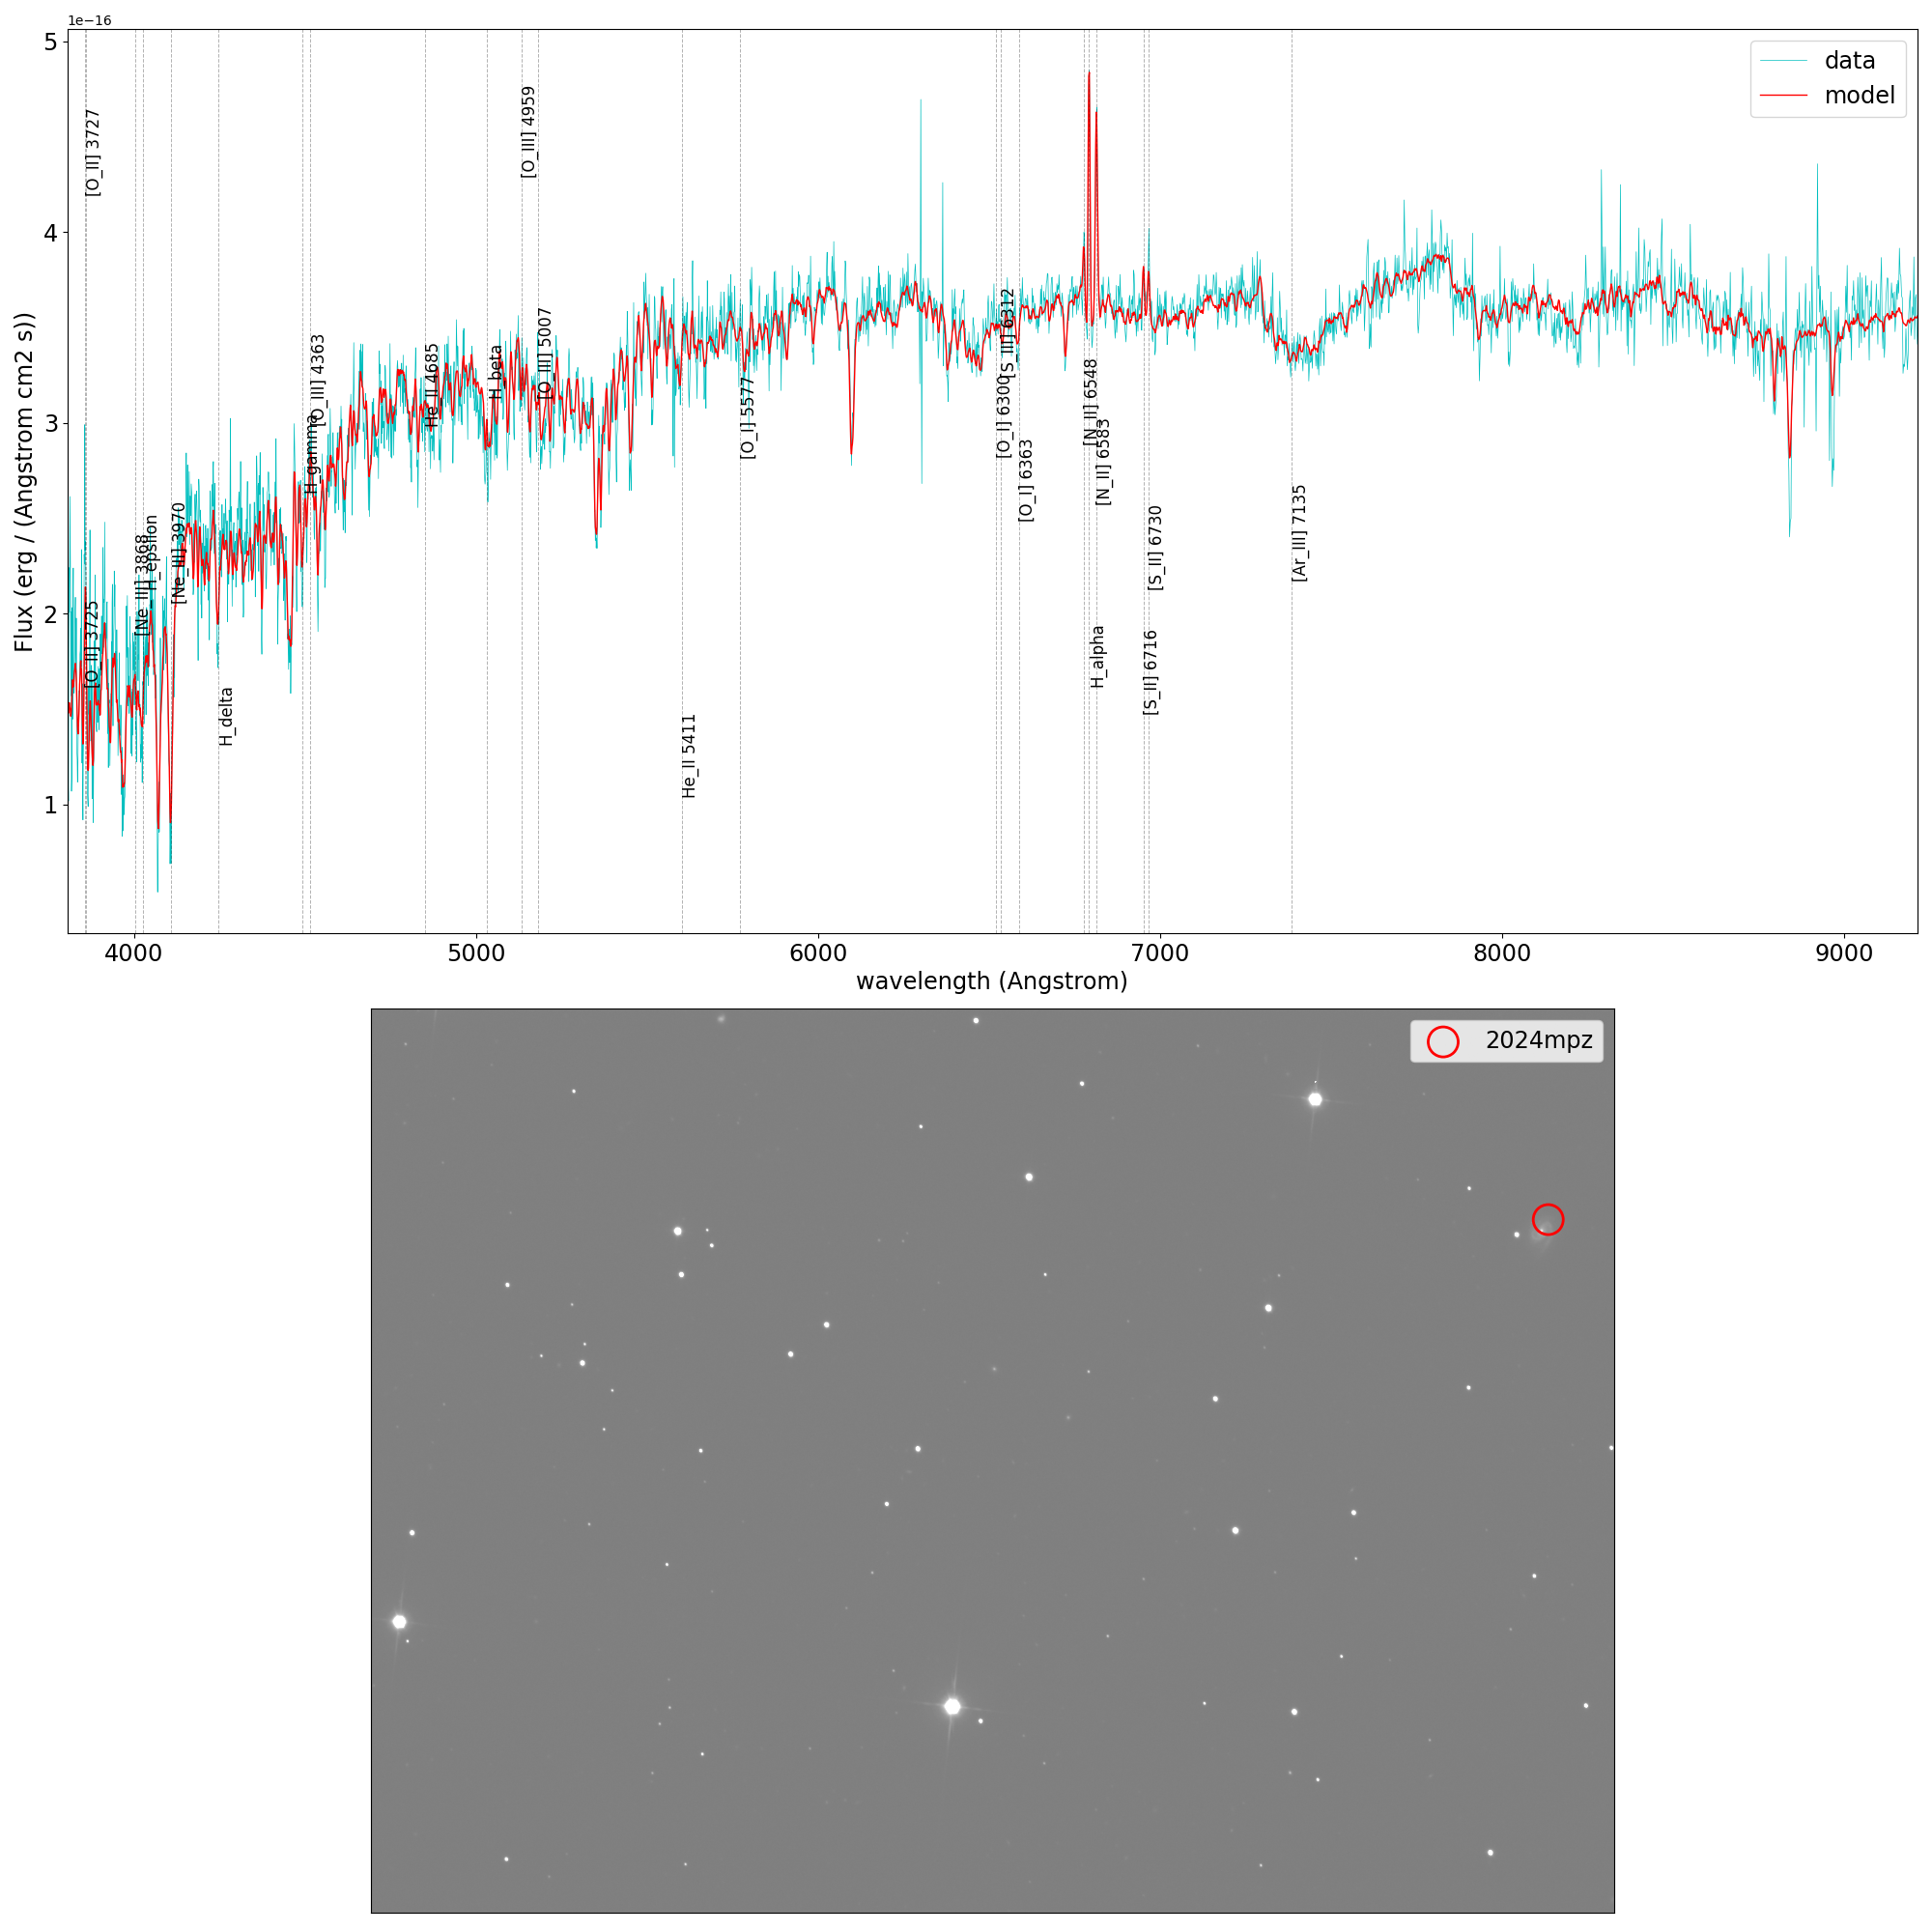 1e−16
data
model
5
4
3
2
1
Flux (erg / (Angstrom cm2 s))
[O_II] 3727
[O_II] 3725
[Ne_III] 3868
H_epsilon
[Ne_III] 3970
H_delta
H_gamma
[O_III] 4363
He_II 4685
H_beta
[O_III] 4959
[O_III] 5007
He_II 5411
[O_I] 5577
[O_I] 6300
[S_III] 6312
[O_I] 6363
[N_II] 6548
H_alpha
[N_II] 6583
[S_II] 6716
[S_II] 6730
[Ar_III] 7135
4000 5000 6000 7000 8000 9000
wavelength (Angstrom)
2024mpz